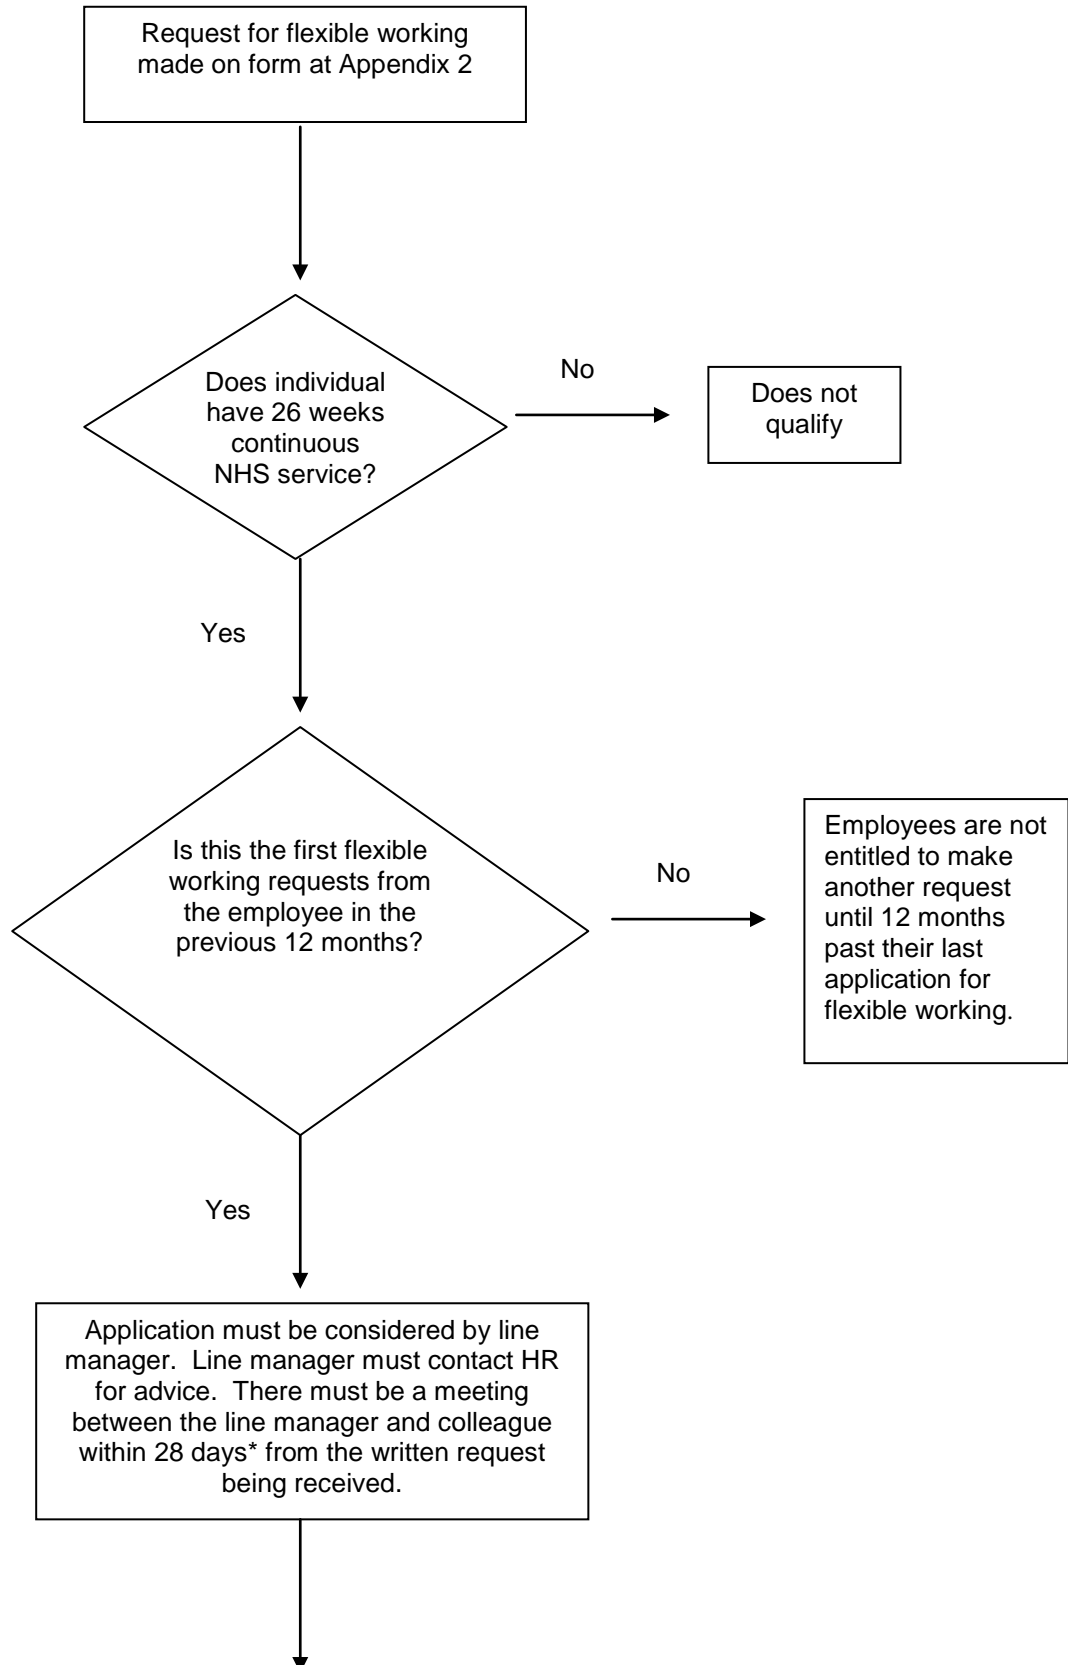 Request for flexible working
made on form at Appendix 2
Does individual
have 26 weeks
continuous
NHS service?
No
Does not
qualify
Yes
Is this the first flexible
working requests from
the employee in the
previous 12 months?
No
Employees are not
entitled to make
another request
until 12 months
past their last
application for
flexible working.
Yes
Application must be considered by line
manager.  Line manager must contact HR
for advice.  There must be a meeting
between the line manager and colleague
within 28 days* from the written request
being received.